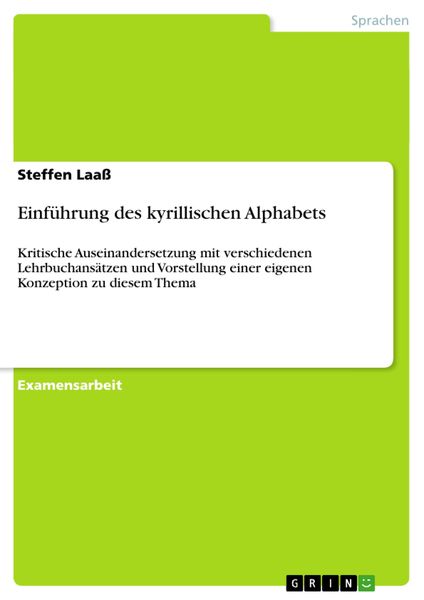 Sprachen
Steffen Laaß
Einführung des kyrillischen Alphabets
Kritische Auseinandersetzung mit verschiedenen
Lehrbuchansätzen und Vorstellung einer eigenen
Konzeption zu diesem Thema
Examensarbeit
GRIN